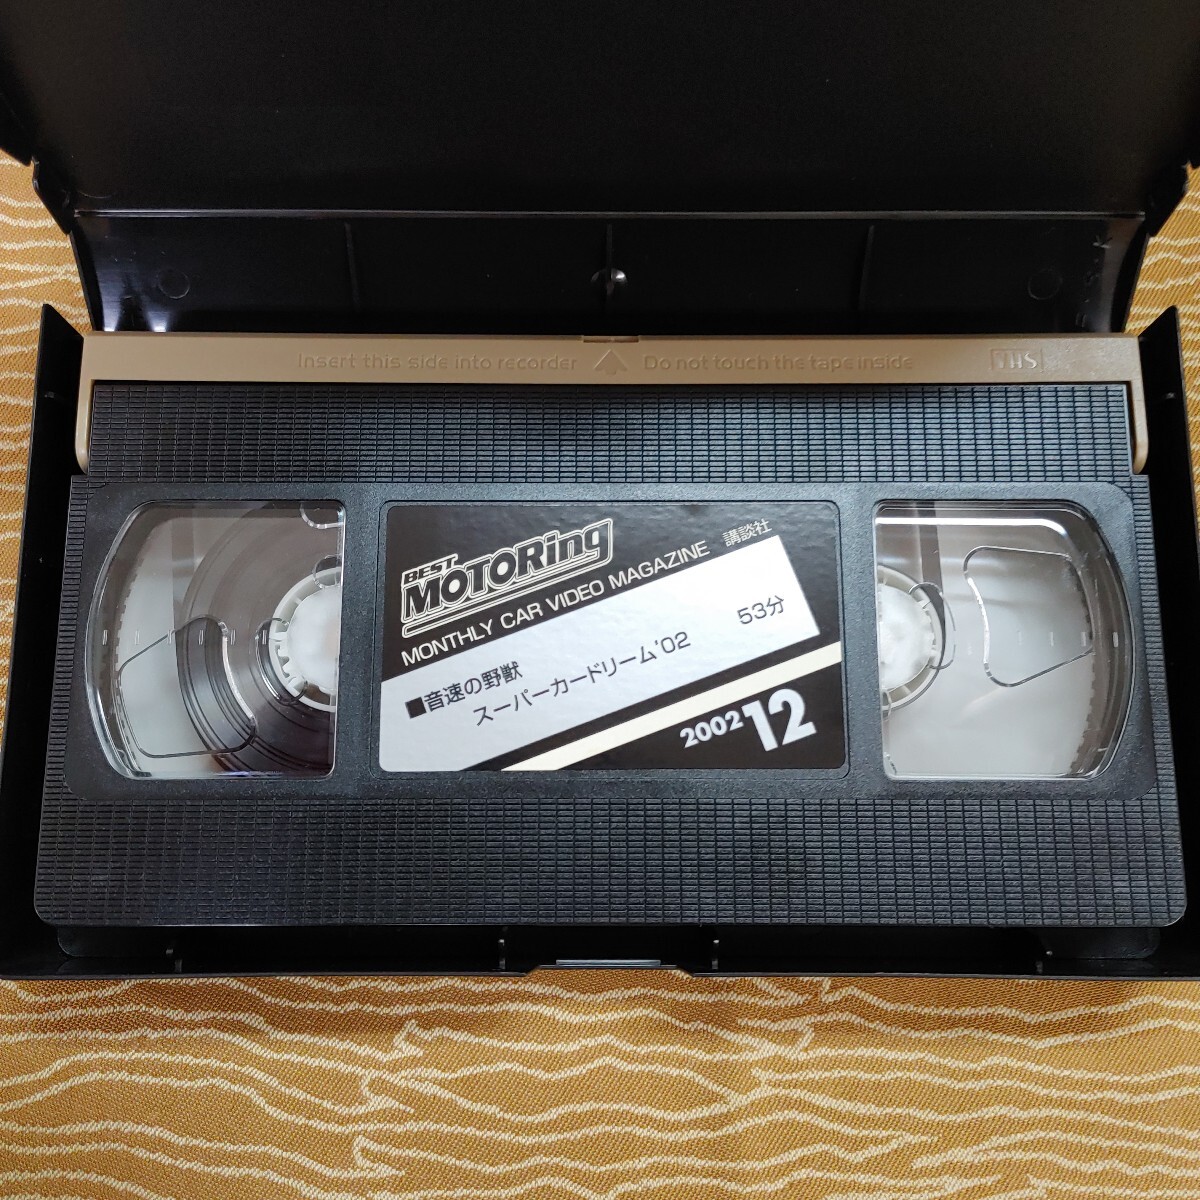 Insert this side into recorder Do not touch the tape inside VHS
BEST
MOTORing
MONTHLY CAR VIDEO MAGAZINE 講談社
■音速の野獣
スーパーカードリーム'02 53分
2002 12